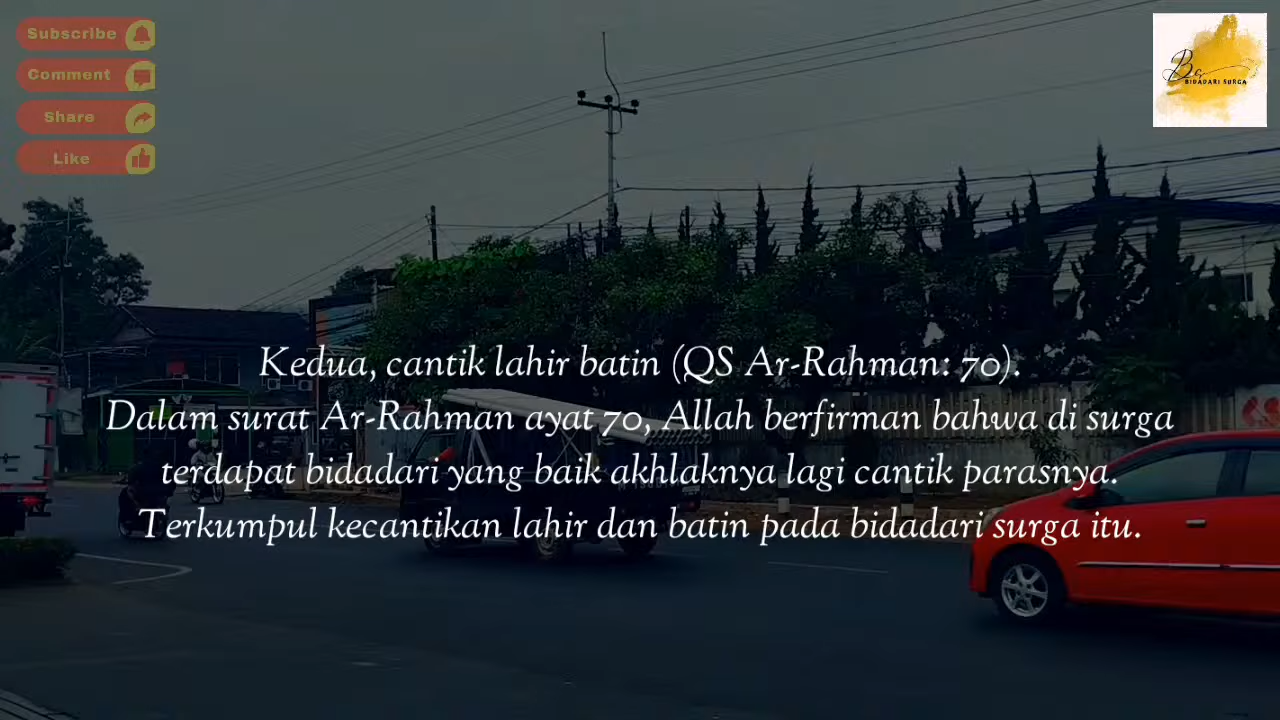 Subscribe
Comment
Share
Like
Bs
BIDADARI SURGA
Kedua, cantik lahir batin (QS Ar-Rahman: 70).
Dalam surat Ar-Rahman ayat 70, Allah berfirman bahwa di surga
terdapat bidadari yang baik akhlaknya lagi cantik parasnya.
Terkumpul kecantikan lahir dan batin pada bidadari surga itu.